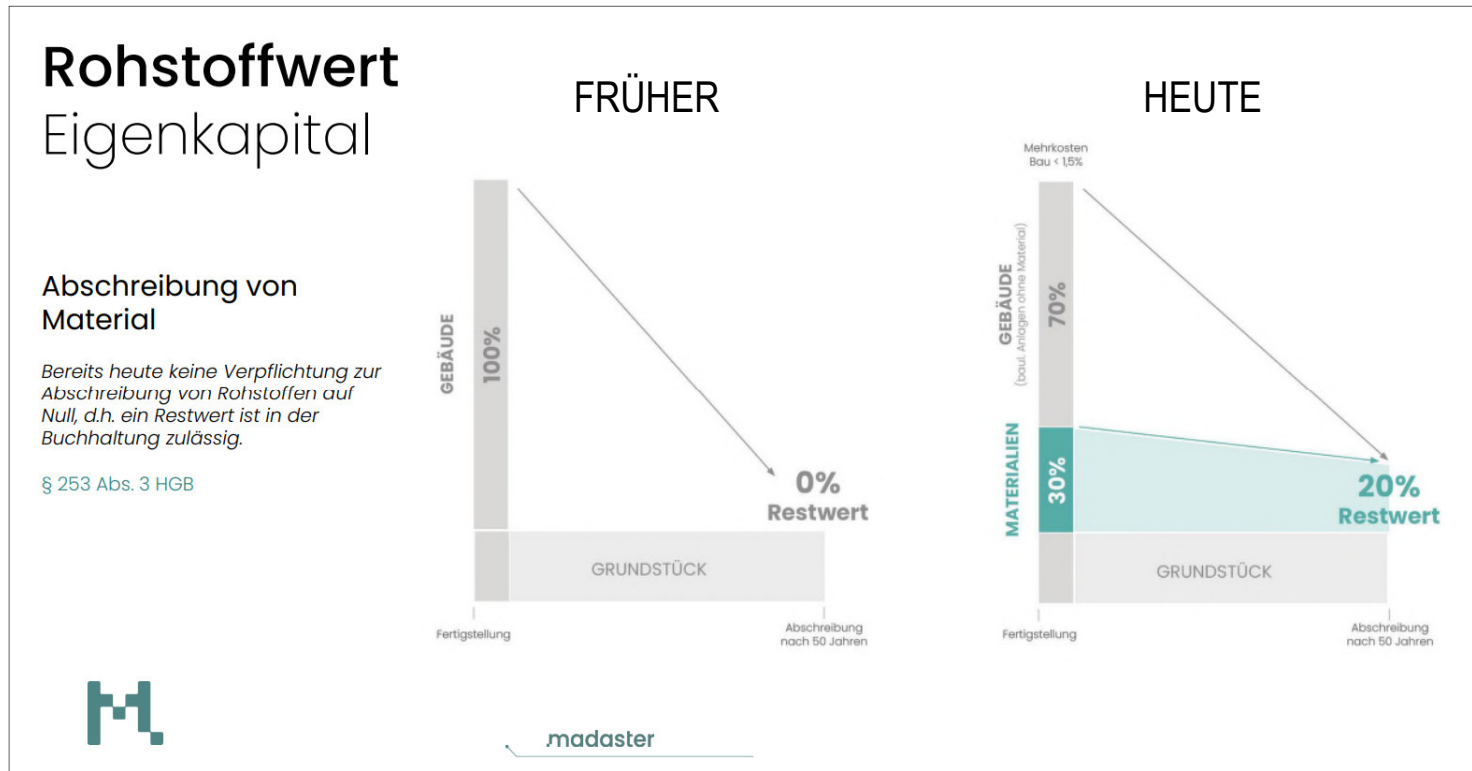 Rohstoffwert
Eigenkapital
Abschreibung von
Material
Bereits heute keine Verpflichtung zur
Abschreibung von Rohstoffen auf
Null, d.h. ein Restwert ist in der
Buchhaltung zulässig.
§ 253 Abs. 3 HGB
FRÜHER
GEBÄUDE
100%
0%
Restwert
GRUNDSTÜCK
Fertigstellung
Abschreibung
nach 50 Jahren
HEUTE
Mehrkosten
Bau < 1,5%
GEBÄUDE
(baul. Anlagen ohne Material)
70%
MATERIALIEN
30%
20%
Restwert
GRUNDSTÜCK
Fertigstellung
Abschreibung
nach 50 Jahren
madaster